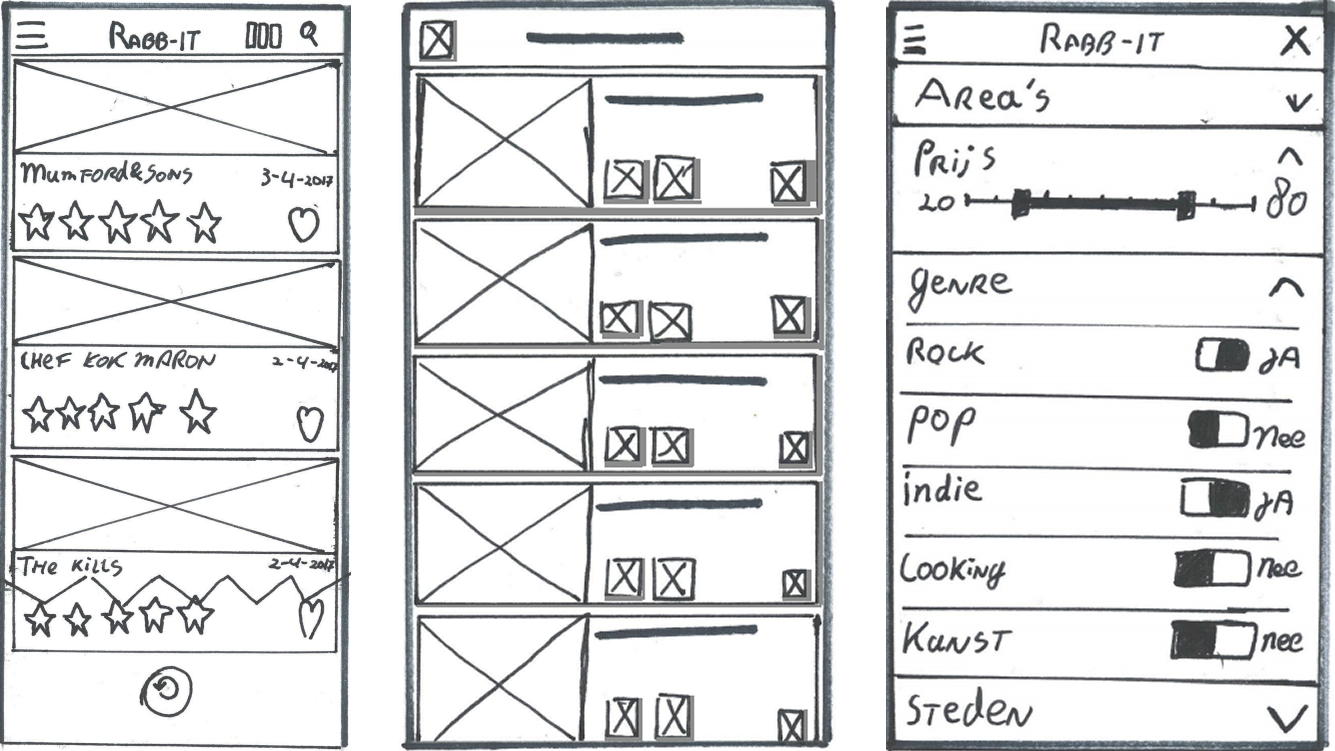 RABB-IT
MumFORd&SONS 3-4-2017
CHEF KOK MARON 2-4-2017
THE KILLS 2-4-2017
RABB-IT
Area's
Prijs
20 80
genre
ROCK JA
POP nee
indie JA
Cooking nee
KUNST nee
STEdEN